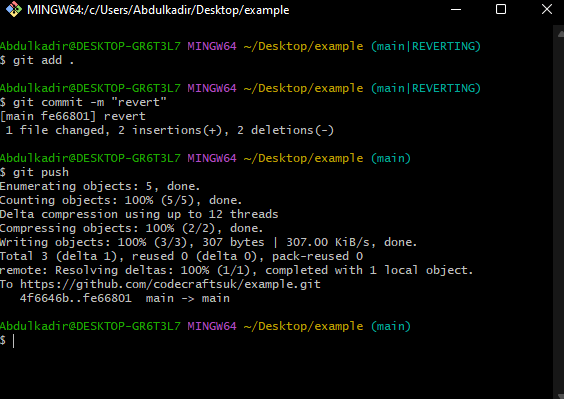 MINGW64:/c/Users/Abdulkadir/Desktop/example
Abdulkadir@DESKTOP-GR6T3L7 MINGW64 ~/Desktop/example (main|REVERTING)
$ git add .
Abdulkadir@DESKTOP-GR6T3L7 MINGW64 ~/Desktop/example (main|REVERTING)
$ git commit -m "revert"
[main fe66801] revert
 1 file changed, 2 insertions(+), 2 deletions(-)
Abdulkadir@DESKTOP-GR6T3L7 MINGW64 ~/Desktop/example (main)
$ git push
Enumerating objects: 5, done.
Counting objects: 100% (5/5), done.
Delta compression using up to 12 threads
Compressing objects: 100% (2/2), done.
Writing objects: 100% (3/3), 307 bytes | 307.00 KiB/s, done.
Total 3 (delta 1), reused 0 (delta 0), pack-reused 0
remote: Resolving deltas: 100% (1/1), completed with 1 local object.
To https://github.com/codecraftsuk/example.git
   4f6646b..fe66801  main -> main
Abdulkadir@DESKTOP-GR6T3L7 MINGW64 ~/Desktop/example (main)
$